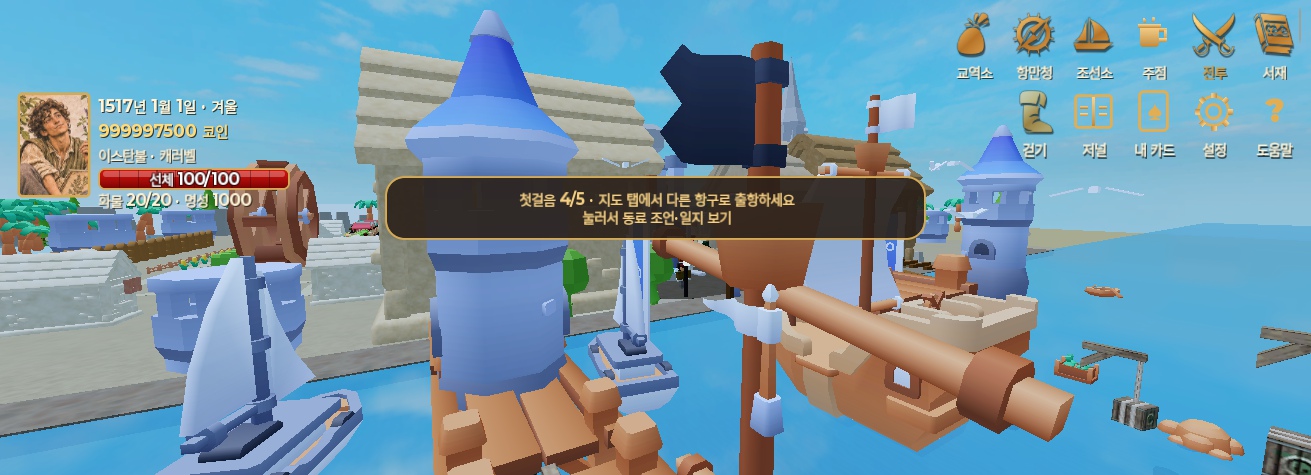 교역소
항만청
조선소
주점
전투
서재
걷기
저널
내 카드
설정
도움말
1517년 1월 1일 · 겨울
999997500 코인
이스탄불 · 캐러벨
선체 100/100
화물 20/20 · 명성 1000
첫걸음 4/5 · 지도 탭에서 다른 항구로 출항하세요
눌러서 동료 조언·일지 보기